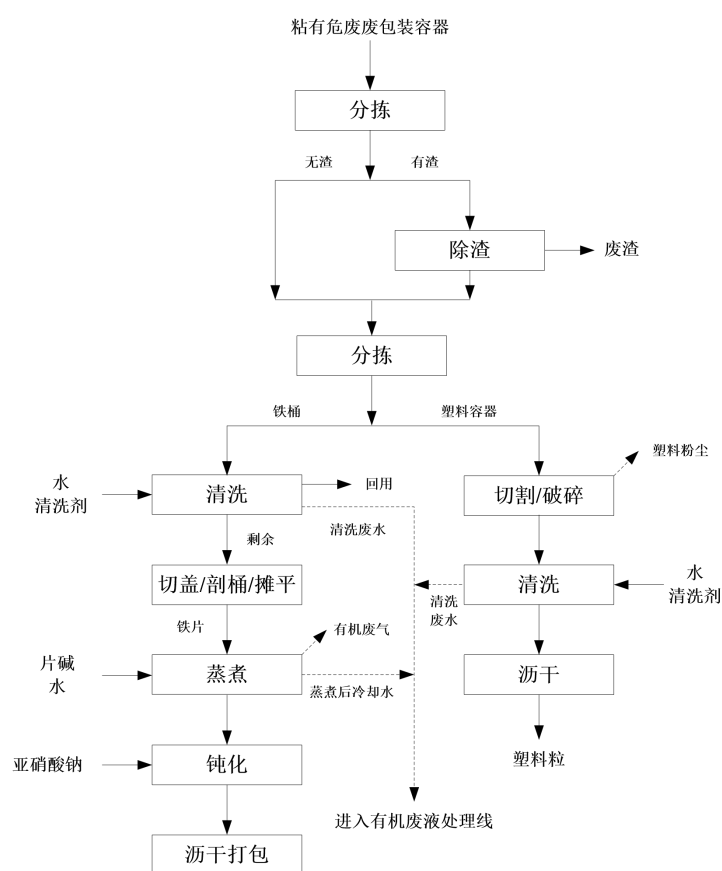 粘有危废废包装容器
分拣
无渣
有渣
除渣
废渣
分拣
铁桶
塑料容器
塑料粉尘
水
清洗剂
清洗
回用
切割/破碎
清洗废水
剩余
切盖/剖桶/摊平
清洗
水
清洗剂
清洗
废水
铁片
有机废气
片碱
水
蒸煮
蒸煮后冷却水
沥干
亚硝酸钠
钝化
塑料粒
进入有机废液处理线
沥干打包